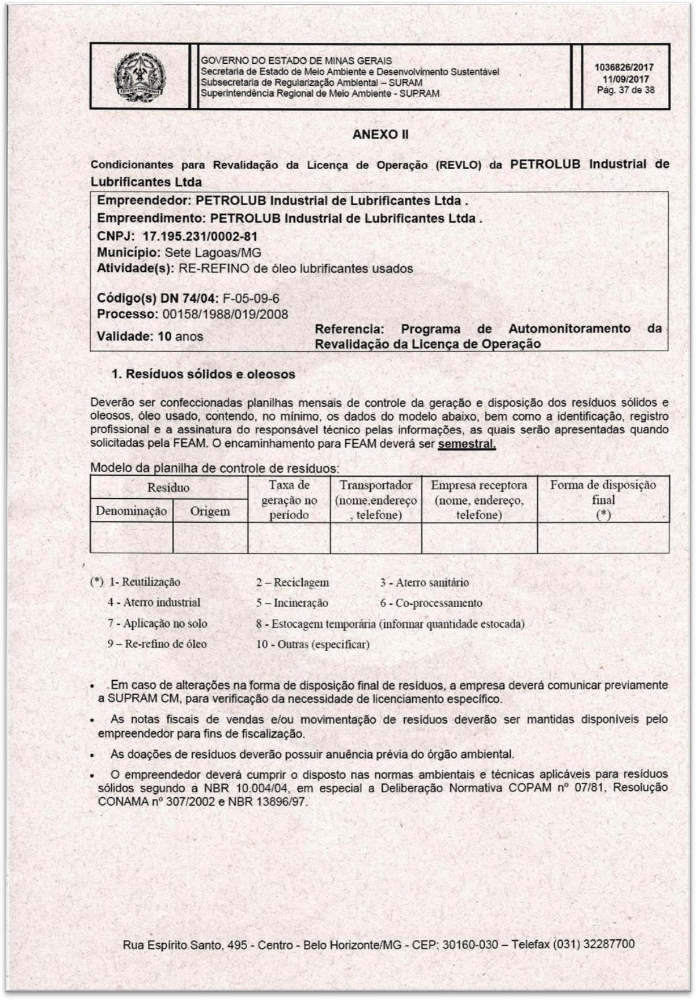 GOVERNO DO ESTADO DE MINAS GERAIS
Secretaria de Estado de Meio Ambiente e Desenvolvimento Sustentável
Subsecretaria de Regularização Ambiental – SURAM
Superintendência Regional de Meio Ambiente - SUPRAM
1036826/2017
11/09/2017
Pág. 37 de 38
ESTADO DE MINAS GERAIS
ANEXO II
Condicionantes para Revalidação da Licença de Operação (REVLO) da PETROLUB Industrial de
Lubrificantes Ltda
Empreendedor: PETROLUB Industrial de Lubrificantes Ltda .
Empreendimento: PETROLUB Industrial de Lubrificantes Ltda .
CNPJ: 17.195.231/0002-81
Município: Sete Lagoas/MG
Atividade(s): RE-REFINO de óleo lubrificantes usados
Código(s) DN 74/04: F-05-09-6
Processo: 00158/1988/019/2008
Validade: 10 anos
Referencia: Programa de Automonitoramento da
Revalidação da Licença de Operação
1. Resíduos sólidos e oleosos
Deverão ser confeccionadas planilhas mensais de controle da geração e disposição dos resíduos sólidos e
oleosos, óleo usado, contendo, no mínimo, os dados do modelo abaixo, bem como a identificação, registro
profissional e a assinatura do responsável técnico pelas informações, as quais serão apresentadas quando
solicitadas pela FEAM. O encaminhamento para FEAM deverá ser semestral.
Modelo da planilha de controle de resíduos:
Resíduo
Denominação
Origem
Taxa de
geração no
período
Transportador
(nome,endereço
, telefone)
Empresa receptora
(nome, endereço,
telefone)
Forma de disposição
final
(*)
(*) 1- Reutilização 2 – Reciclagem 3 - Aterro sanitário
4 - Aterro industrial 5 – Incineração 6 - Co-processamento
7 - Aplicação no solo 8 - Estocagem temporária (informar quantidade estocada)
9 – Re-refino de óleo 10 - Outras (especificar)
• Em caso de alterações na forma de disposição final de resíduos, a empresa deverá comunicar previamente
a SUPRAM CM, para verificação da necessidade de licenciamento específico.
• As notas fiscais de vendas e/ou movimentação de resíduos deverão ser mantidas disponíveis pelo
empreendedor para fins de fiscalização.
• As doações de resíduos deverão possuir anuência prévia do órgão ambiental.
• O empreendedor deverá cumprir o disposto nas normas ambientais e técnicas aplicáveis para resíduos
sólidos segundo a NBR 10.004/04, em especial a Deliberação Normativa COPAM nº 07/81, Resolução
CONAMA nº 307/2002 e NBR 13896/97.
Rua Espírito Santo, 495 - Centro - Belo Horizonte/MG - CEP: 30160-030 – Telefax (031) 32287700